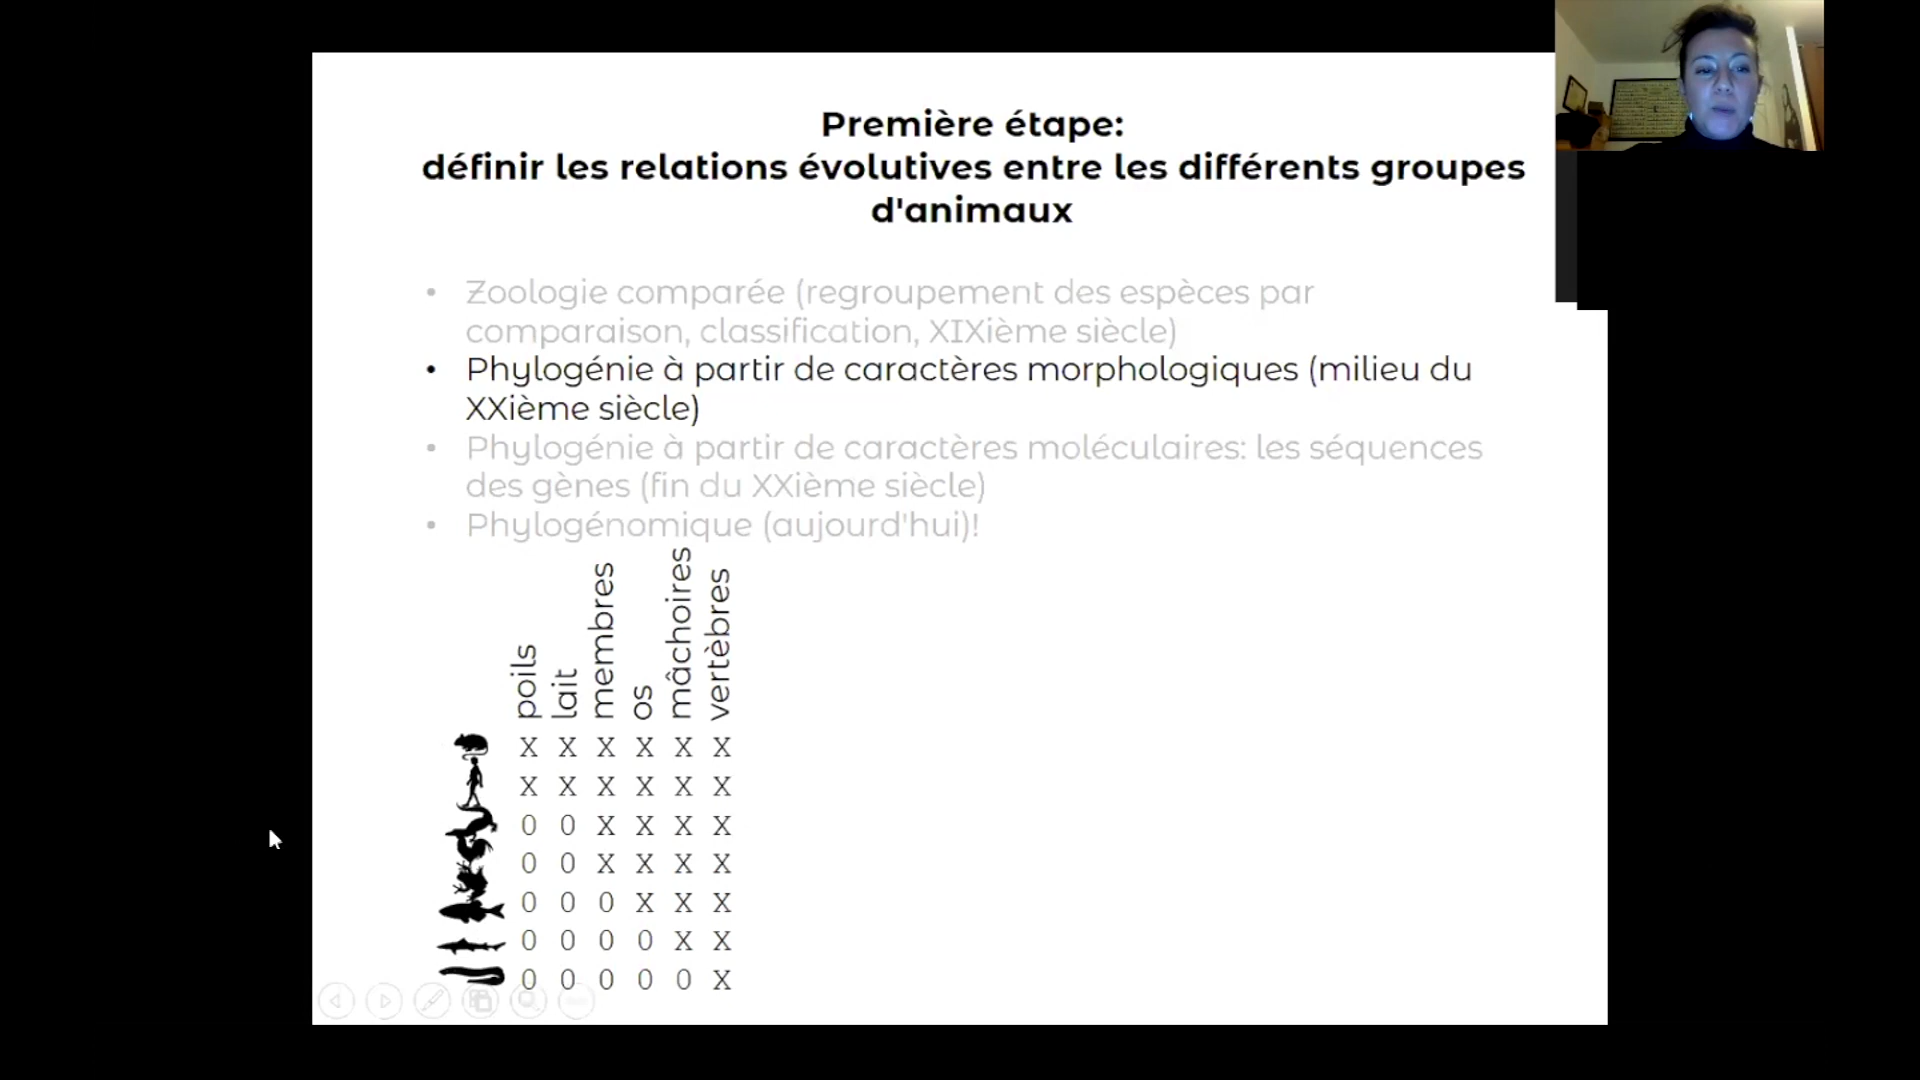 Première étape:
définir les relations évolutives entre les différents groupes
d'animaux
• Zoologie comparée (regroupement des espèces par
comparaison, classification, XIXième siècle)
• Phylogénie à partir de caractères morphologiques (milieu du
XXième siècle)
• Phylogénie à partir de caractères moléculaires: les séquences
des gènes (fin du XXième siècle)
• Phylogénomique (aujourd'hui)!
poils
lait
membres
os
mâchoires
vertèbres
X X X X X X
X X X X X X
0 0 X X X X
0 0 X X X X
0 0 0 X X X
0 0 0 0 X X
0 0 0 0 0 X